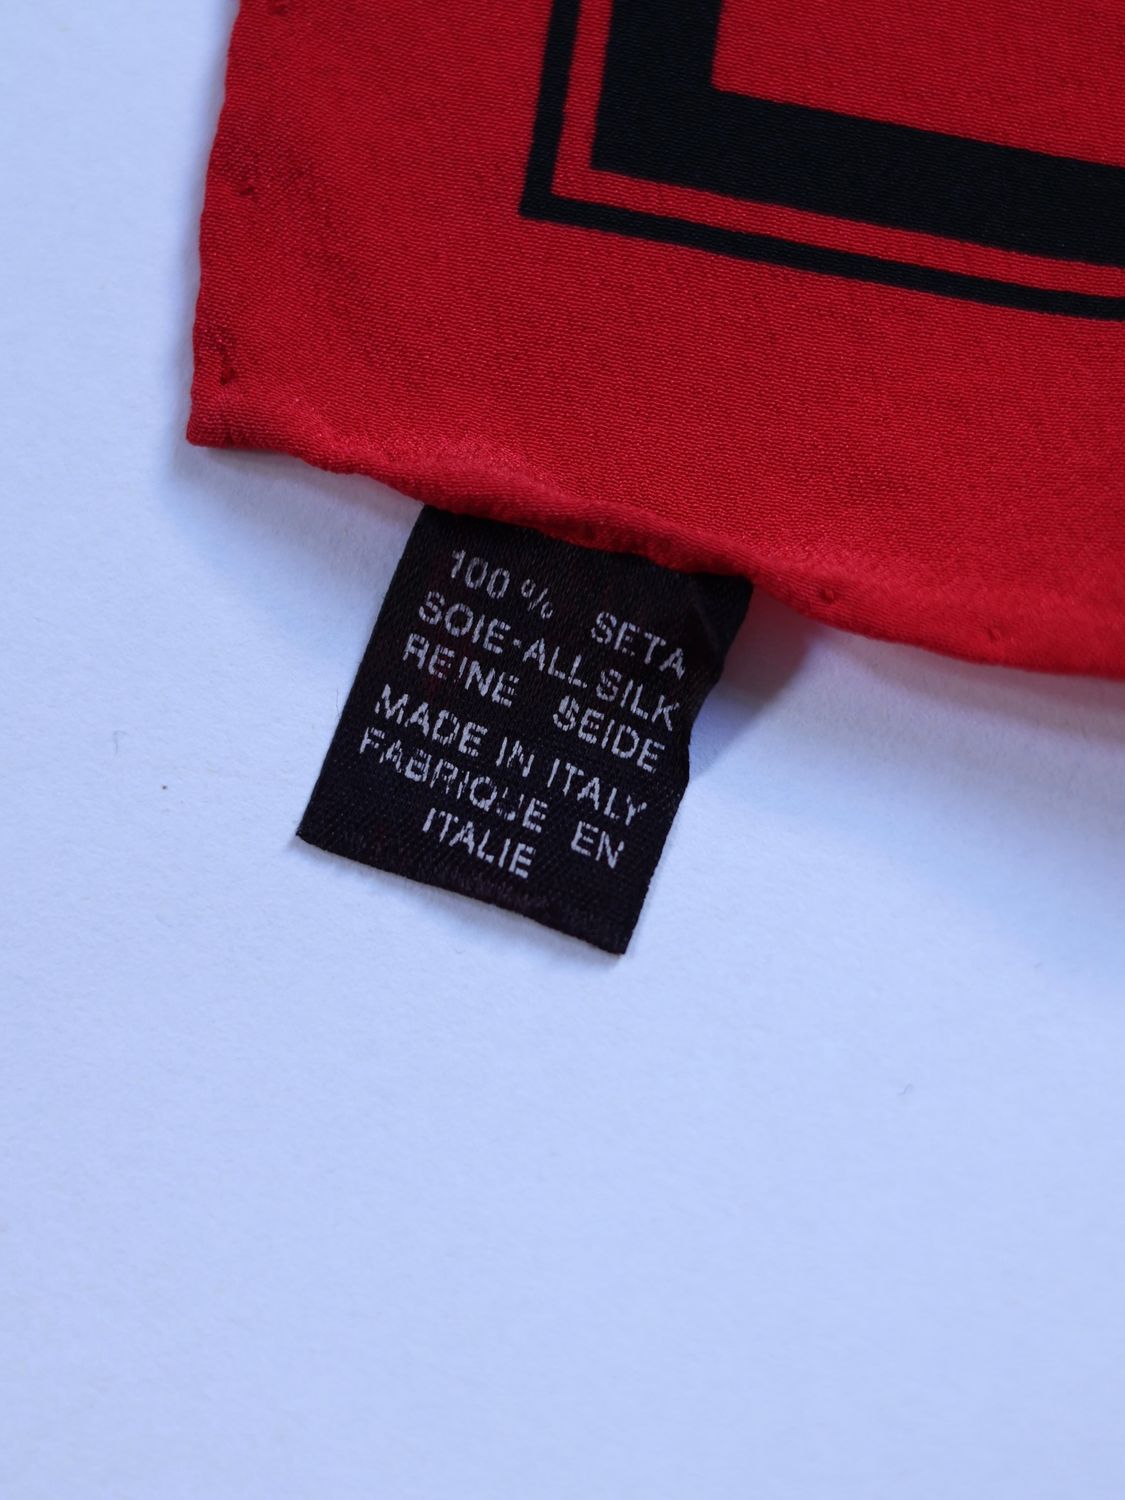 100 % SETA
SOIE-ALL SILK
REINE SEIDE
MADE IN ITALY
FABRIQUE EN
ITALIE